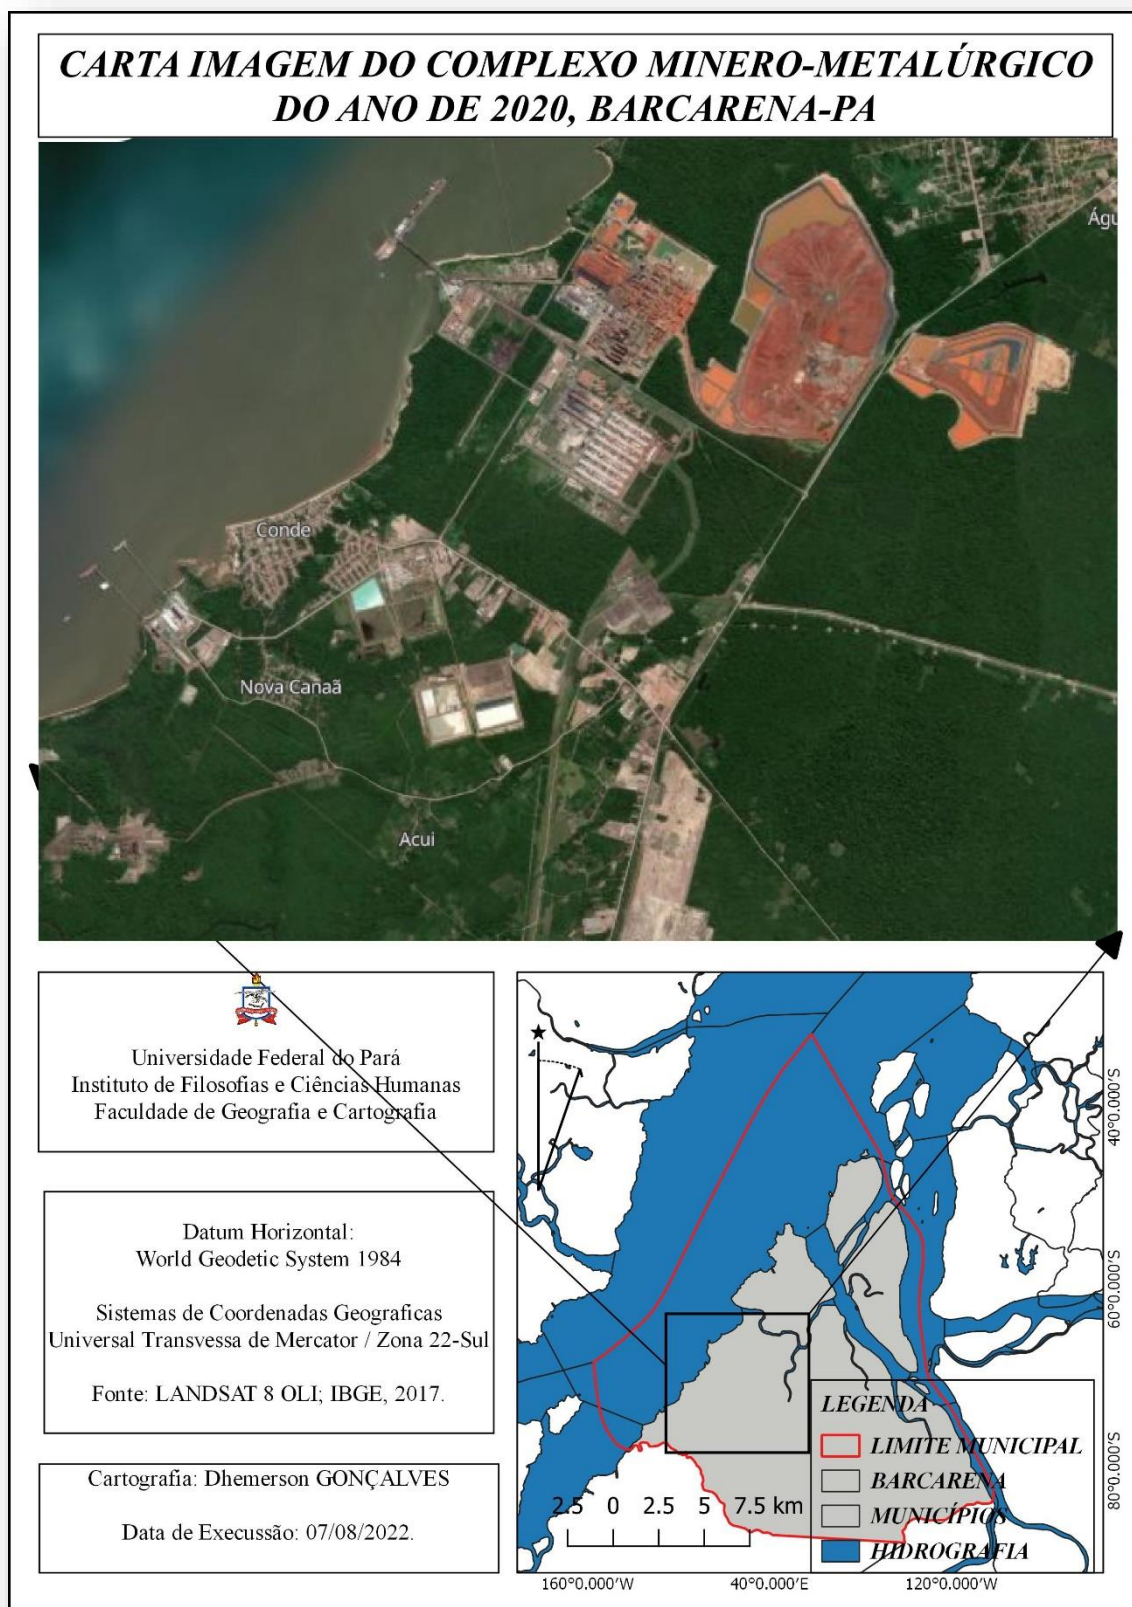 CARTA IMAGEM DO COMPLEXO MINERO-METALÚRGICO
DO ANO DE 2020, BARCARENA-PA
Águ
Conde
Nova Canaã
Acui
Universidade Federal do Pará
Instituto de Filosofias e Ciências Humanas
Faculdade de Geografia e Cartografia
Datum Horizontal:
World Geodetic System 1984
Sistemas de Coordenadas Geograficas
Universal Transvessa de Mercator / Zona 22-Sul
Fonte: LANDSAT 8 OLI; IBGE, 2017.
Cartografia: Dhemerson GONÇALVES
Data de Execussão: 07/08/2022.
40°0.000'S
60°0.000'S
80°0.000'S
LEGENDA
LIMITE MUNICIPAL
BARCARENA
MUNICÍPIOS
HIDROGRAFIA
2.5 0 2.5 5 7.5 km
160°0.000'W 40°0.000'E 120°0.000'W